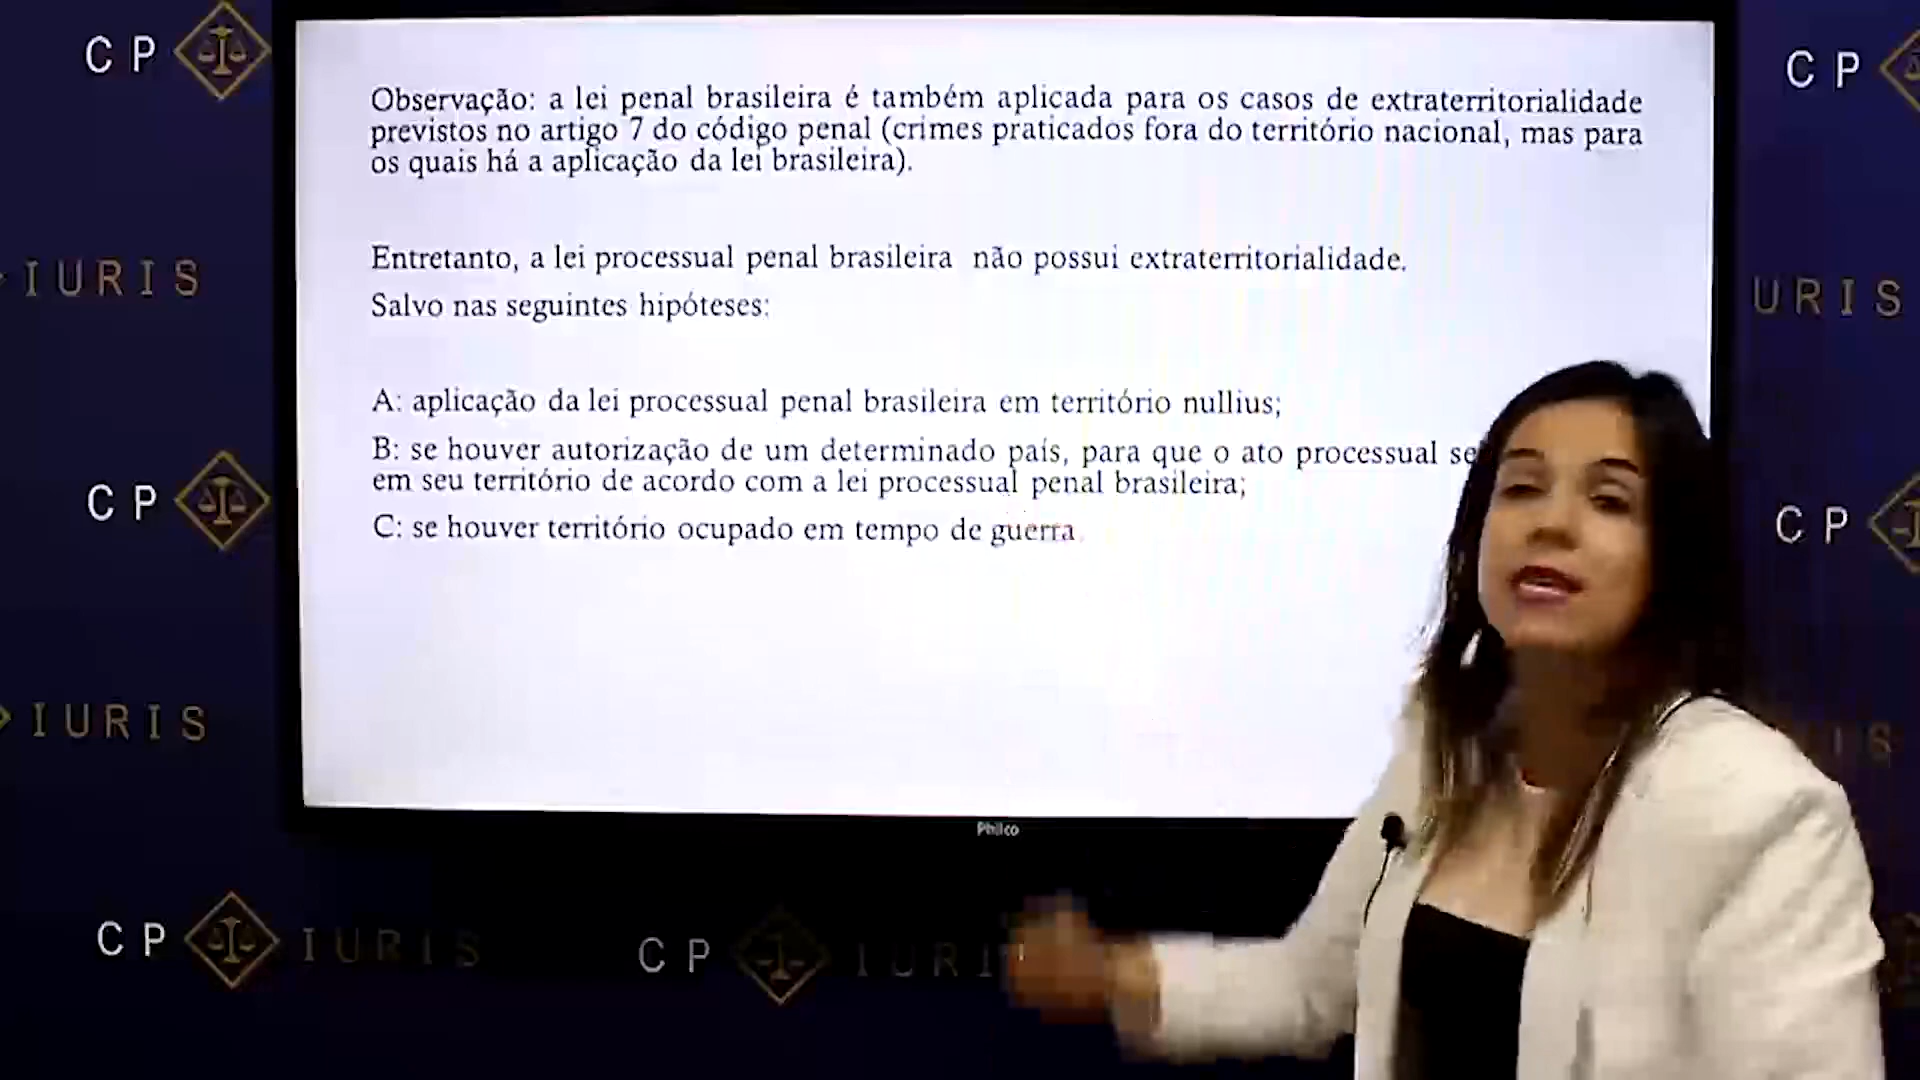 CP
CP
Observação: a lei penal brasileira é também aplicada para os casos de extraterritorialidade
previstos no artigo 7 do código penal (crimes praticados fora do território nacional, mas para
os quais há a aplicação da lei brasileira).
IURIS
URIS
Entretanto, a lei processual penal brasileira não possui extraterritorialidade.
Salvo nas seguintes hipóteses:
A: aplicação da lei processual penal brasileira em território nullius;
B: se houver autorização de um determinado país, para que o ato processual se
em seu território de acordo com a lei processual penal brasileira;
C: se houver território ocupado em tempo de guerra.
CP
CP
IURIS
IS
Philco
CP IURIS
CP IURI